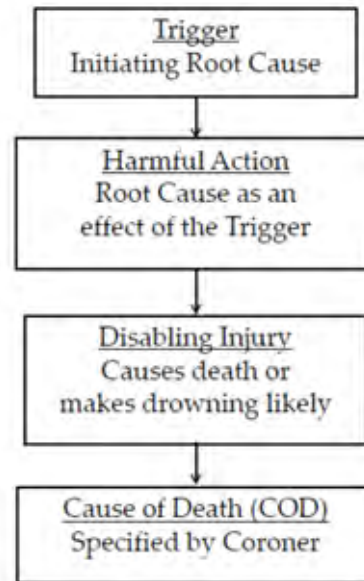 Trigger
Initiating Root Cause
Harmful Action
Root Cause as an
effect of the Trigger
Disabling Injury
Causes death or
makes drowning likely
Cause of Death (COD)
Specified by Coroner